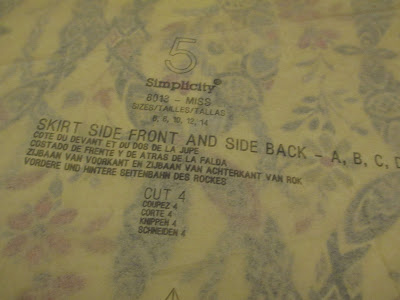 5
Simplicity®
8012 - MISS
SIZES/TAILLES/TALLAS
6, 8, 10, 12, 14
SKIRT SIDE FRONT AND SIDE BACK - A, B, C, D
COTE DU DEVANT ET DU DOS DE LA JUPE
COSTADO DE FRENTE Y DE ATRAS DE LA FALDA
ZIJBAAN VAN VOORKANT EN ZIJBAAN VAN ACHTERKANT VAN ROK
VORDERE UND HINTERE SEITENBAHN DES ROCKES
CUT 4
COUPEZ 4
CORTE 4
KNIPPEN 4
SCHNEIDEN 4